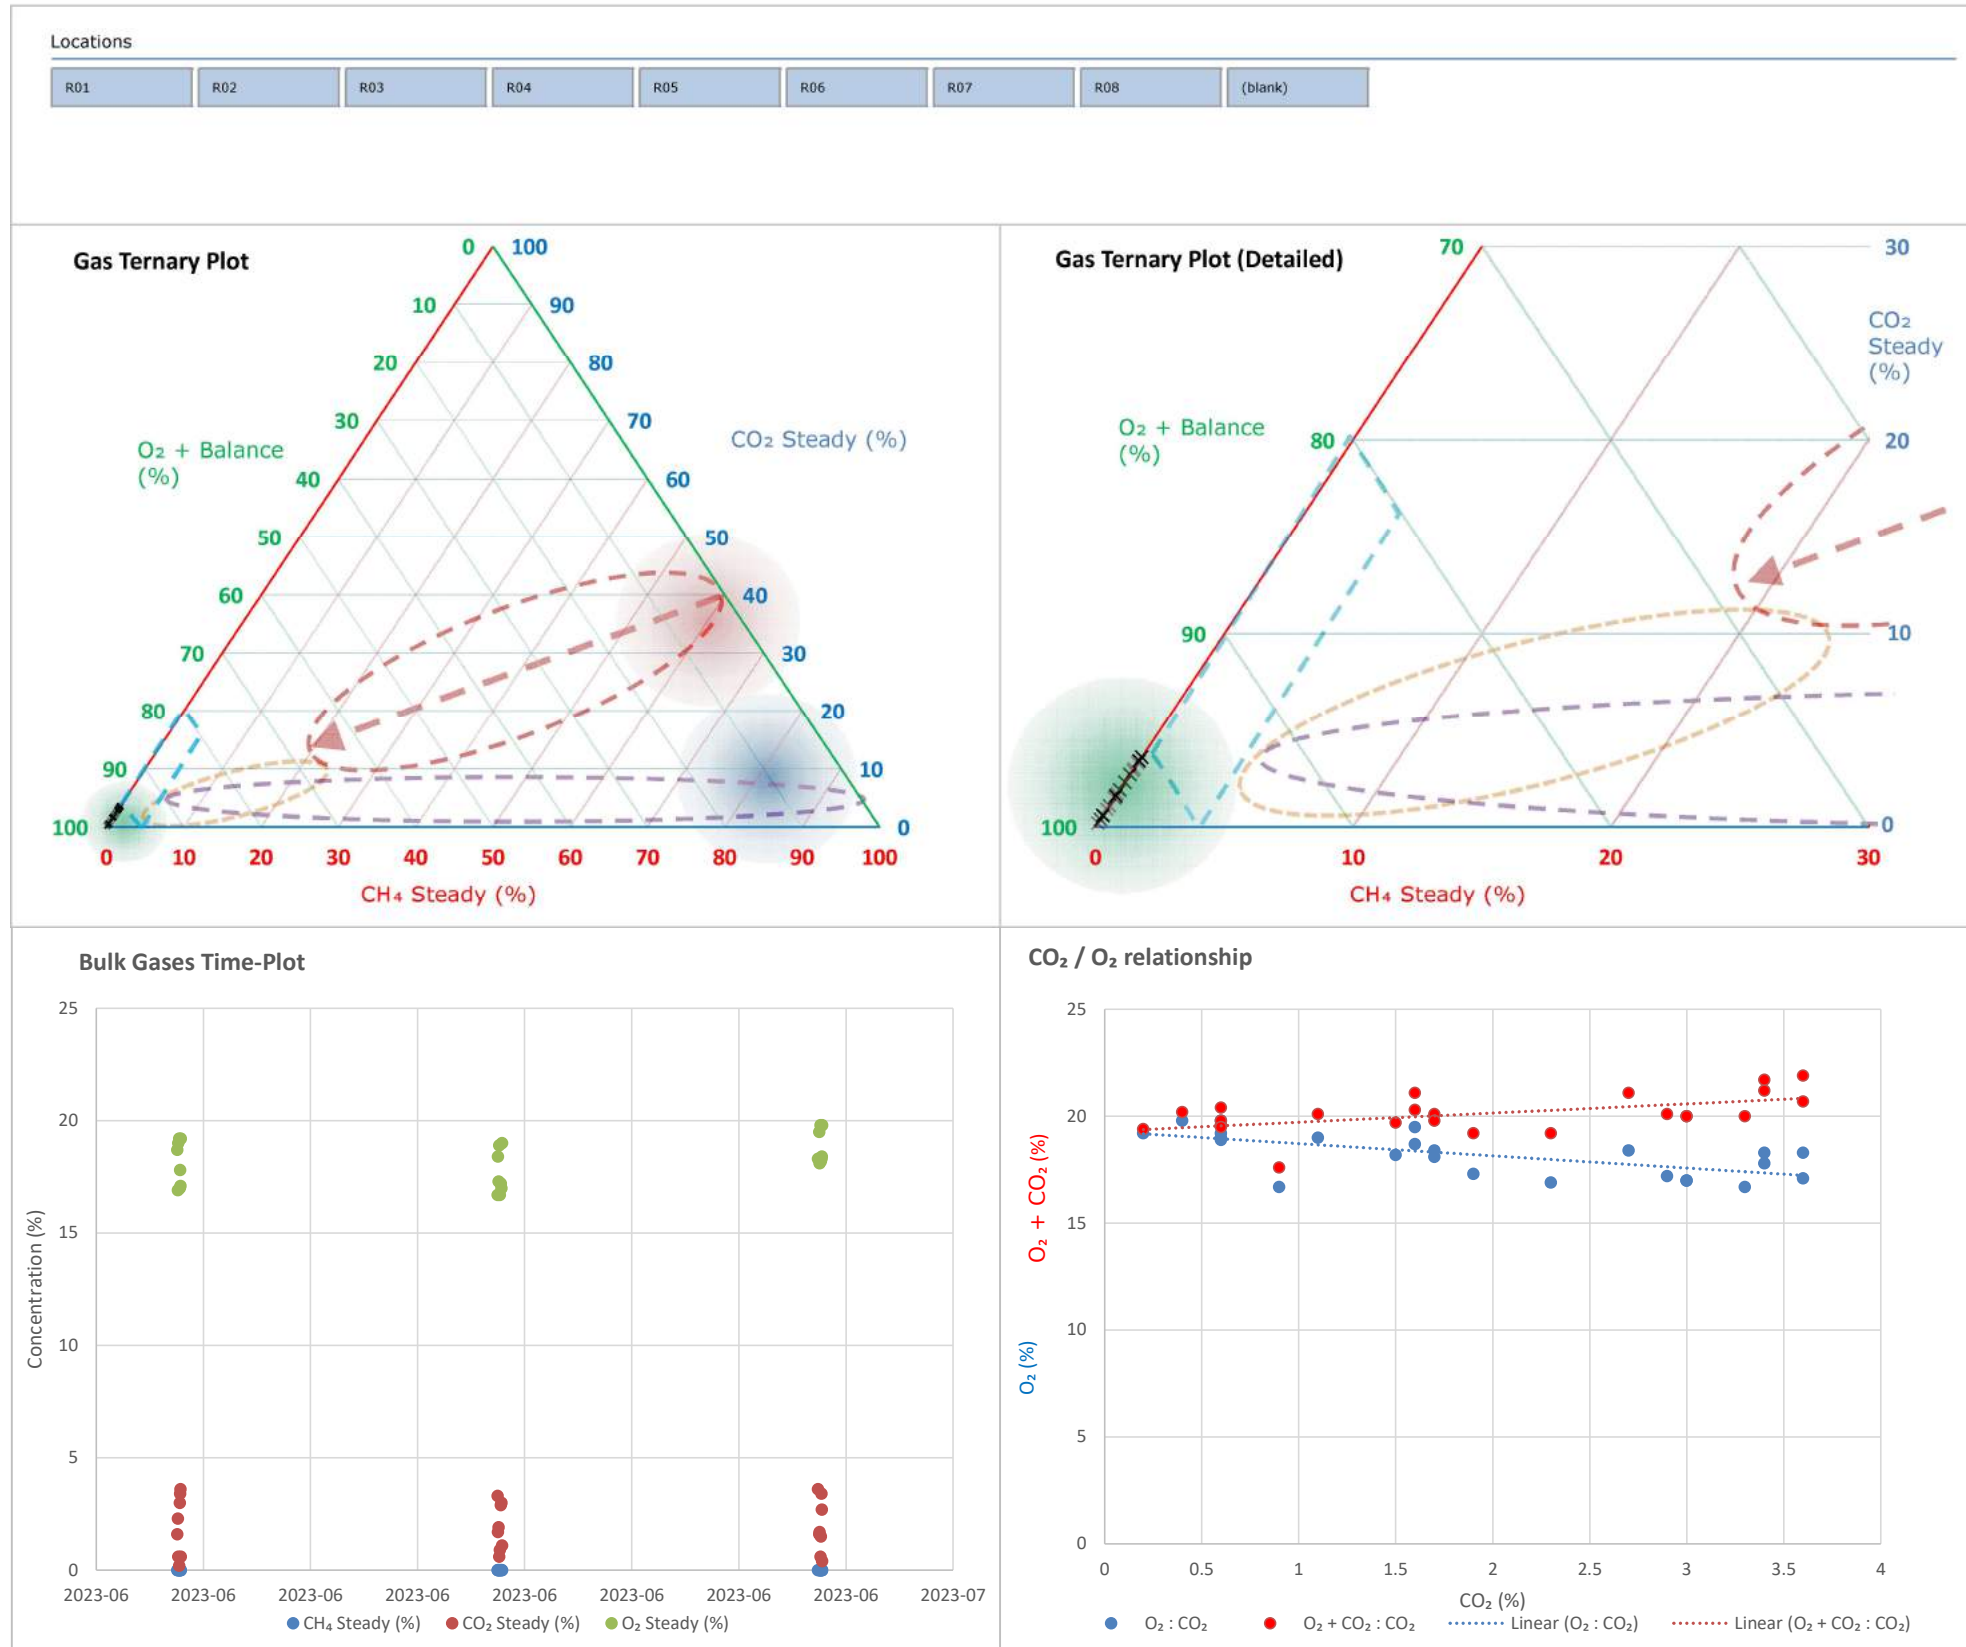 Locations
R01 R02 R03 R04 R05 R06 R07 R08 (blank)
Gas Ternary Plot
0 100
10 90
20 80
30 70
O₂ + Balance
(%)
CO₂ Steady (%)
40 60
50 50
60 40
70 30
80 20
90 10
100 0
0 10 20 30 40 50 60 70 80 90 100
CH₄ Steady (%)
Gas Ternary Plot (Detailed)
70 30
CO₂
Steady
(%)
O₂ + Balance
(%)
80 20
90 10
100 0
0 10 20 30
CH₄ Steady (%)
Bulk Gases Time-Plot
Concentration (%)
25
20
15
10
5
0
2023-06 2023-06 2023-06 2023-06 2023-06 2023-06 2023-06 2023-06 2023-07
CH₄ Steady (%) CO₂ Steady (%) O₂ Steady (%)
CO₂ / O₂ relationship
O₂ + CO₂ (%)
O₂ (%)
25
20
15
10
5
0
0 0.5 1 1.5 2 2.5 3 3.5 4
CO₂ (%)
O₂ : CO₂ O₂ + CO₂ : CO₂ Linear (O₂ : CO₂) Linear (O₂ + CO₂ : CO₂)